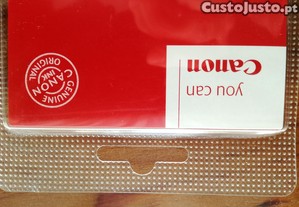 CustoJusto.pt
you can
Canon
GENUINE
CANON
INK
ORIGINAL
C